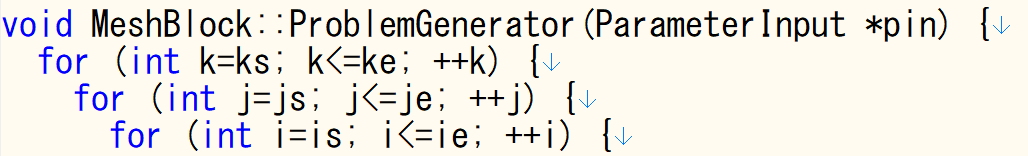 void MeshBlock::ProblemGenerator(ParameterInput *pin) {↓
  for (int k=ks; k<=ke; ++k) {↓
    for (int j=js; j<=je; ++j) {↓
      for (int i=is; i<=ie; ++i) {↓